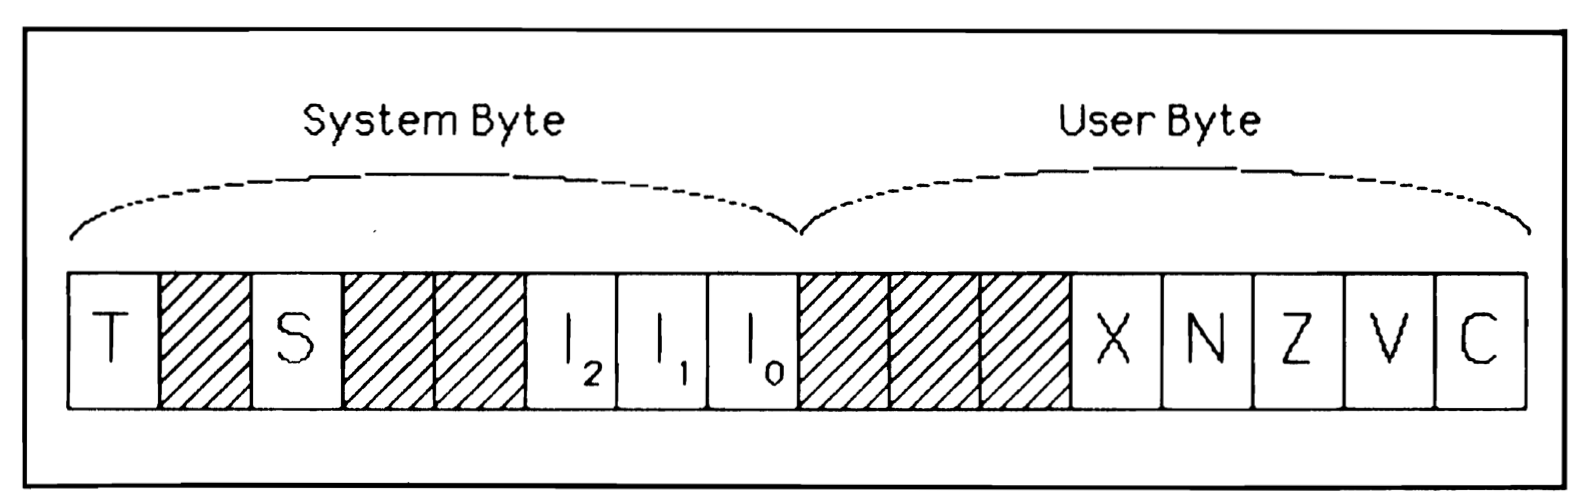 System Byte User Byte
T S I2 I1 I0 X N Z V C